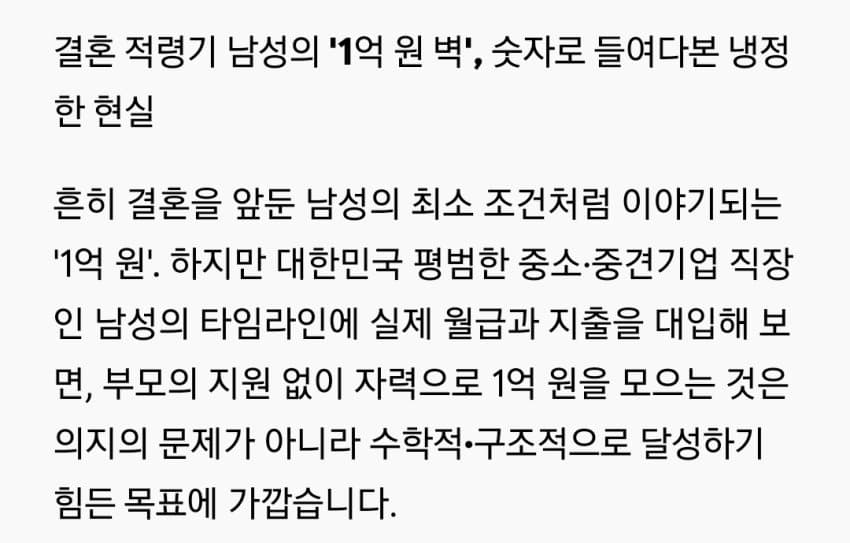 결혼 적령기 남성의 '1억 원 벽', 숫자로 들여다본 냉정
한 현실
흔히 결혼을 앞둔 남성의 최소 조건처럼 이야기되는
'1억 원'. 하지만 대한민국 평범한 중소·중견기업 직장
인 남성의 타임라인에 실제 월급과 지출을 대입해 보
면, 부모의 지원 없이 자력으로 1억 원을 모으는 것은
의지의 문제가 아니라 수학적•구조적으로 달성하기
힘든 목표에 가깝습니다.